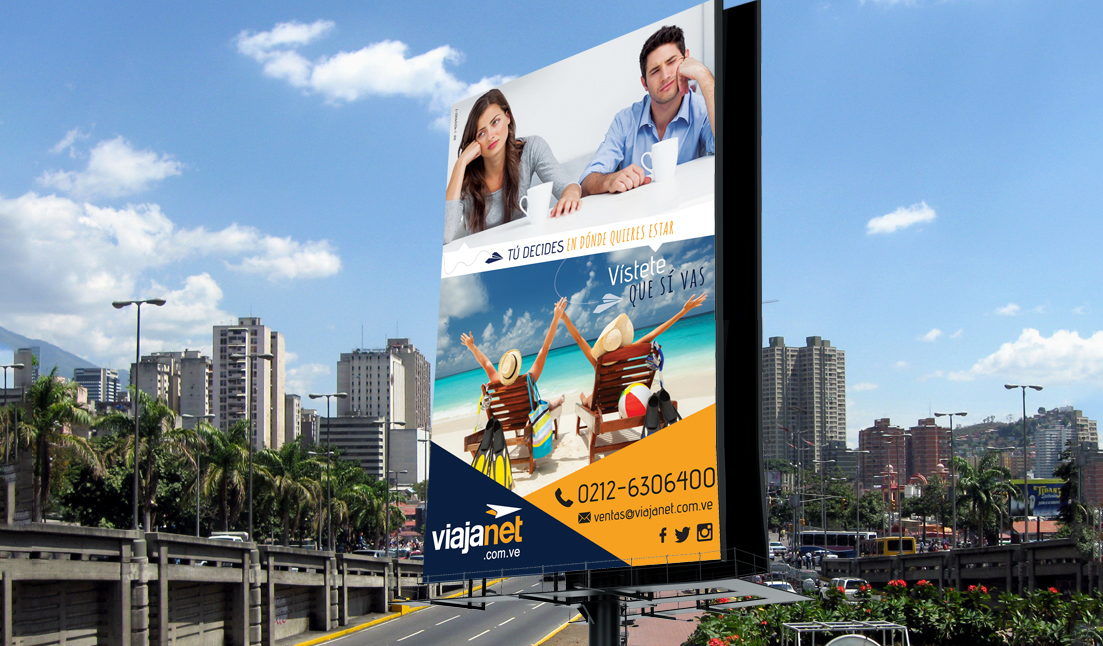 TÚ DECIDES EN DÓNDE QUIERES ESTAR
Vístete
QUE SÍ VAS
0212-6306400
ventas@viajanet.com.ve
viajanet
.com.ve